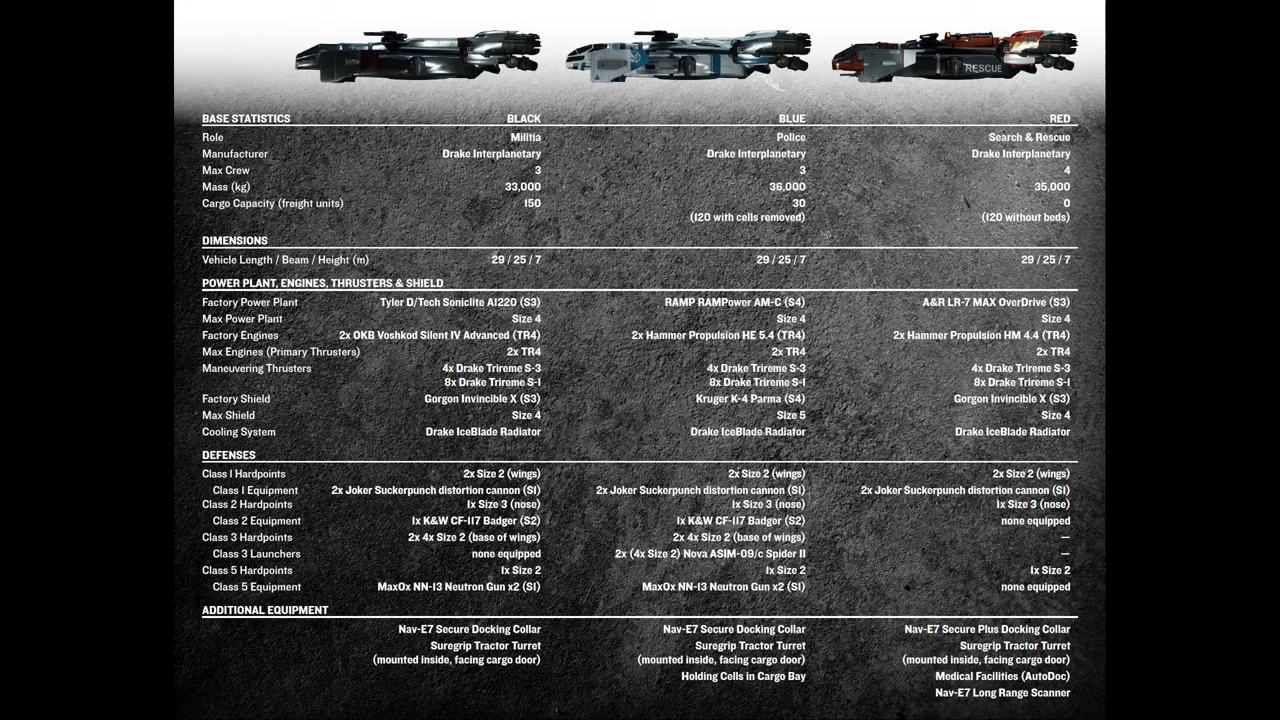 RESCUE
BASE STATISTICS BLACK BLUE RED
Role Militia Police Search & Rescue
Manufacturer Drake Interplanetary Drake Interplanetary Drake Interplanetary
Max Crew 3 3 4
Mass (kg) 33,000 36,000 35,000
Cargo Capacity (freight units) 150 30 0
(120 with cells removed) (120 without beds)
DIMENSIONS
Vehicle Length / Beam / Height (m) 29 / 25 / 7 29 / 25 / 7 29 / 25 / 7
POWER PLANT, ENGINES, THRUSTERS & SHIELD
Factory Power Plant Tyler D/Tech Soniclite A1220 (S3) RAMP RAMPower AM-C (S4) A&R LR-7 MAX OverDrive (S3)
Max Power Plant Size 4 Size 4 Size 4
Factory Engines 2x OKB Voshkod Silent IV Advanced (TR4) 2x Hammer Propulsion HE 5.4 (TR4) 2x Hammer Propulsion HM 4.4 (TR4)
Max Engines (Primary Thrusters) 2x TR4 2x TR4 2x TR4
Maneuvering Thrusters 4x Drake Trireme S-3 4x Drake Trireme S-3 4x Drake Trireme S-3
8x Drake Trireme S-1 8x Drake Trireme S-1 8x Drake Trireme S-1
Factory Shield Gorgon Invincible X (S3) Kruger K-4 Parma (S4) Gorgon Invincible X (S3)
Max Shield Size 4 Size 5 Size 4
Cooling System Drake IceBlade Radiator Drake IceBlade Radiator Drake IceBlade Radiator
DEFENSES
Class 1 Hardpoints 2x Size 2 (wings) 2x Size 2 (wings) 2x Size 2 (wings)
Class 1 Equipment 2x Joker Suckerpunch distortion cannon (S1) 2x Joker Suckerpunch distortion cannon (S1) 2x Joker Suckerpunch distortion cannon (S1)
Class 2 Hardpoints 1x Size 3 (nose) 1x Size 3 (nose) 1x Size 3 (nose)
Class 2 Equipment 1x K&W CF-117 Badger (S2) 1x K&W CF-117 Badger (S2) none equipped
Class 3 Hardpoints 2x 4x Size 2 (base of wings) 2x 4x Size 2 (base of wings) —
Class 3 Launchers none equipped 2x (4x Size 2) Nova ASIM-09/c Spider II —
Class 5 Hardpoints 1x Size 2 1x Size 2 1x Size 2
Class 5 Equipment MaxOx NN-13 Neutron Gun x2 (S1) MaxOx NN-13 Neutron Gun x2 (S1) none equipped
ADDITIONAL EQUIPMENT
Nav-E7 Secure Docking Collar Nav-E7 Secure Docking Collar Nav-E7 Secure Plus Docking Collar
Suregrip Tractor Turret Suregrip Tractor Turret Suregrip Tractor Turret
(mounted inside, facing cargo door) (mounted inside, facing cargo door) (mounted inside, facing cargo door)
Holding Cells in Cargo Bay Medical Facilities (AutoDoc)
Nav-E7 Long Range Scanner